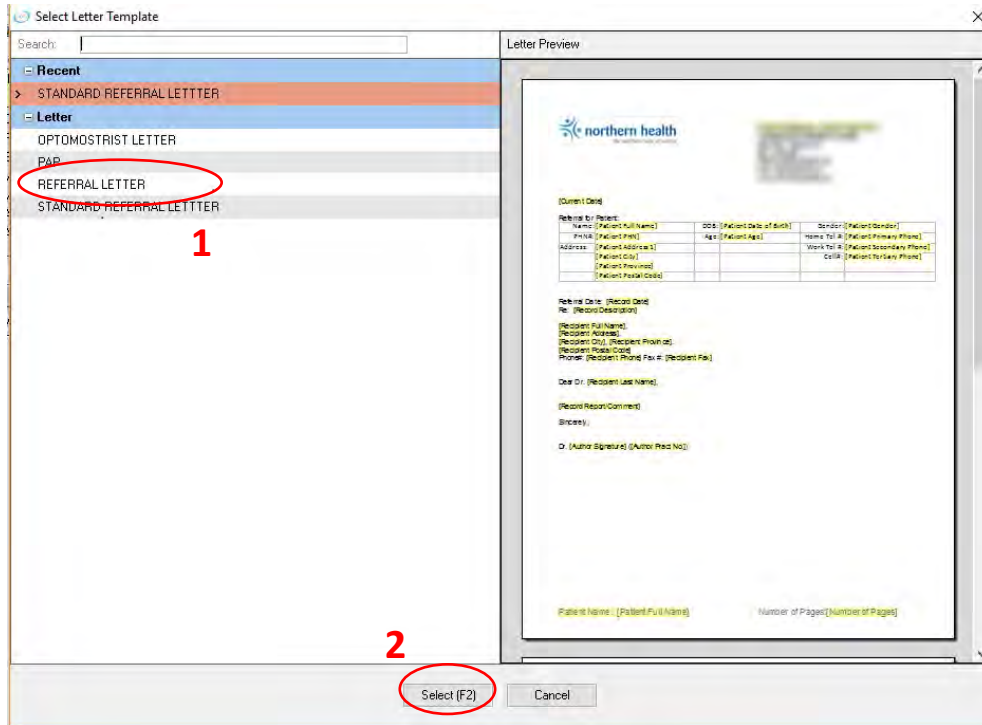 Select Letter Template
Search:
Letter Preview
Recent
STANDARD REFERRAL LETTTER
Letter
OPTOMOSTRIST LETTER
PAP
REFERRAL LETTER
STANDARD REFERRAL LETTTER
1
northern health
[Current Date]
Referral for Patient:
Name: [Patient Full Name] DOB: [Patient Date of Birth] Gender: [Patient Gender]
PHN#: [Patient PHN] Age: [Patient Age] Home Tel #: [Patient Primary Phone]
Address: [Patient Address1] Work Tel #: [Patient Secondary Phone]
[Patient City] Cell#: [Patient Tertiary Phone]
[Patient Province]
[Patient Postal Code]
Referral Date: [Record Date]
Re: [Record Description]
[Recipient Full Name],
[Recipient Address],
[Recipient City], [Recipient Province],
[Recipient Postal Code]
Phone#: [Recipient Phone] Fax #: [Recipient Fax]
Dear Dr. [Recipient Last Name],
[Record Report/Comment]
Sincerely,
Dr. [Author Signature] ([Author Pract No.])
Patient Name: [Patient Full Name] Number of Pages:[Number of Pages]
2
Select (F2) Cancel